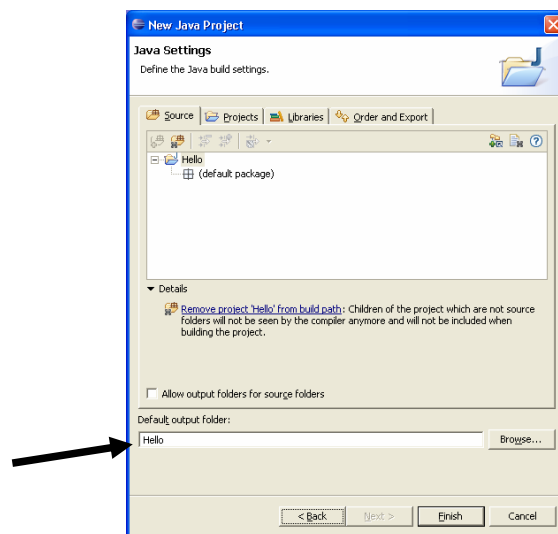 New Java Project
Java Settings
Define the Java build settings.
Source Projects Libraries Order and Export
Hello
(default package)
Details
Remove project 'Hello' from build path: Children of the project which are not source
folders will not be seen by the compiler anymore and will not be included when
building the project.
Allow output folders for source folders
Default output folder:
Hello Browse...
< Back Next > Finish Cancel